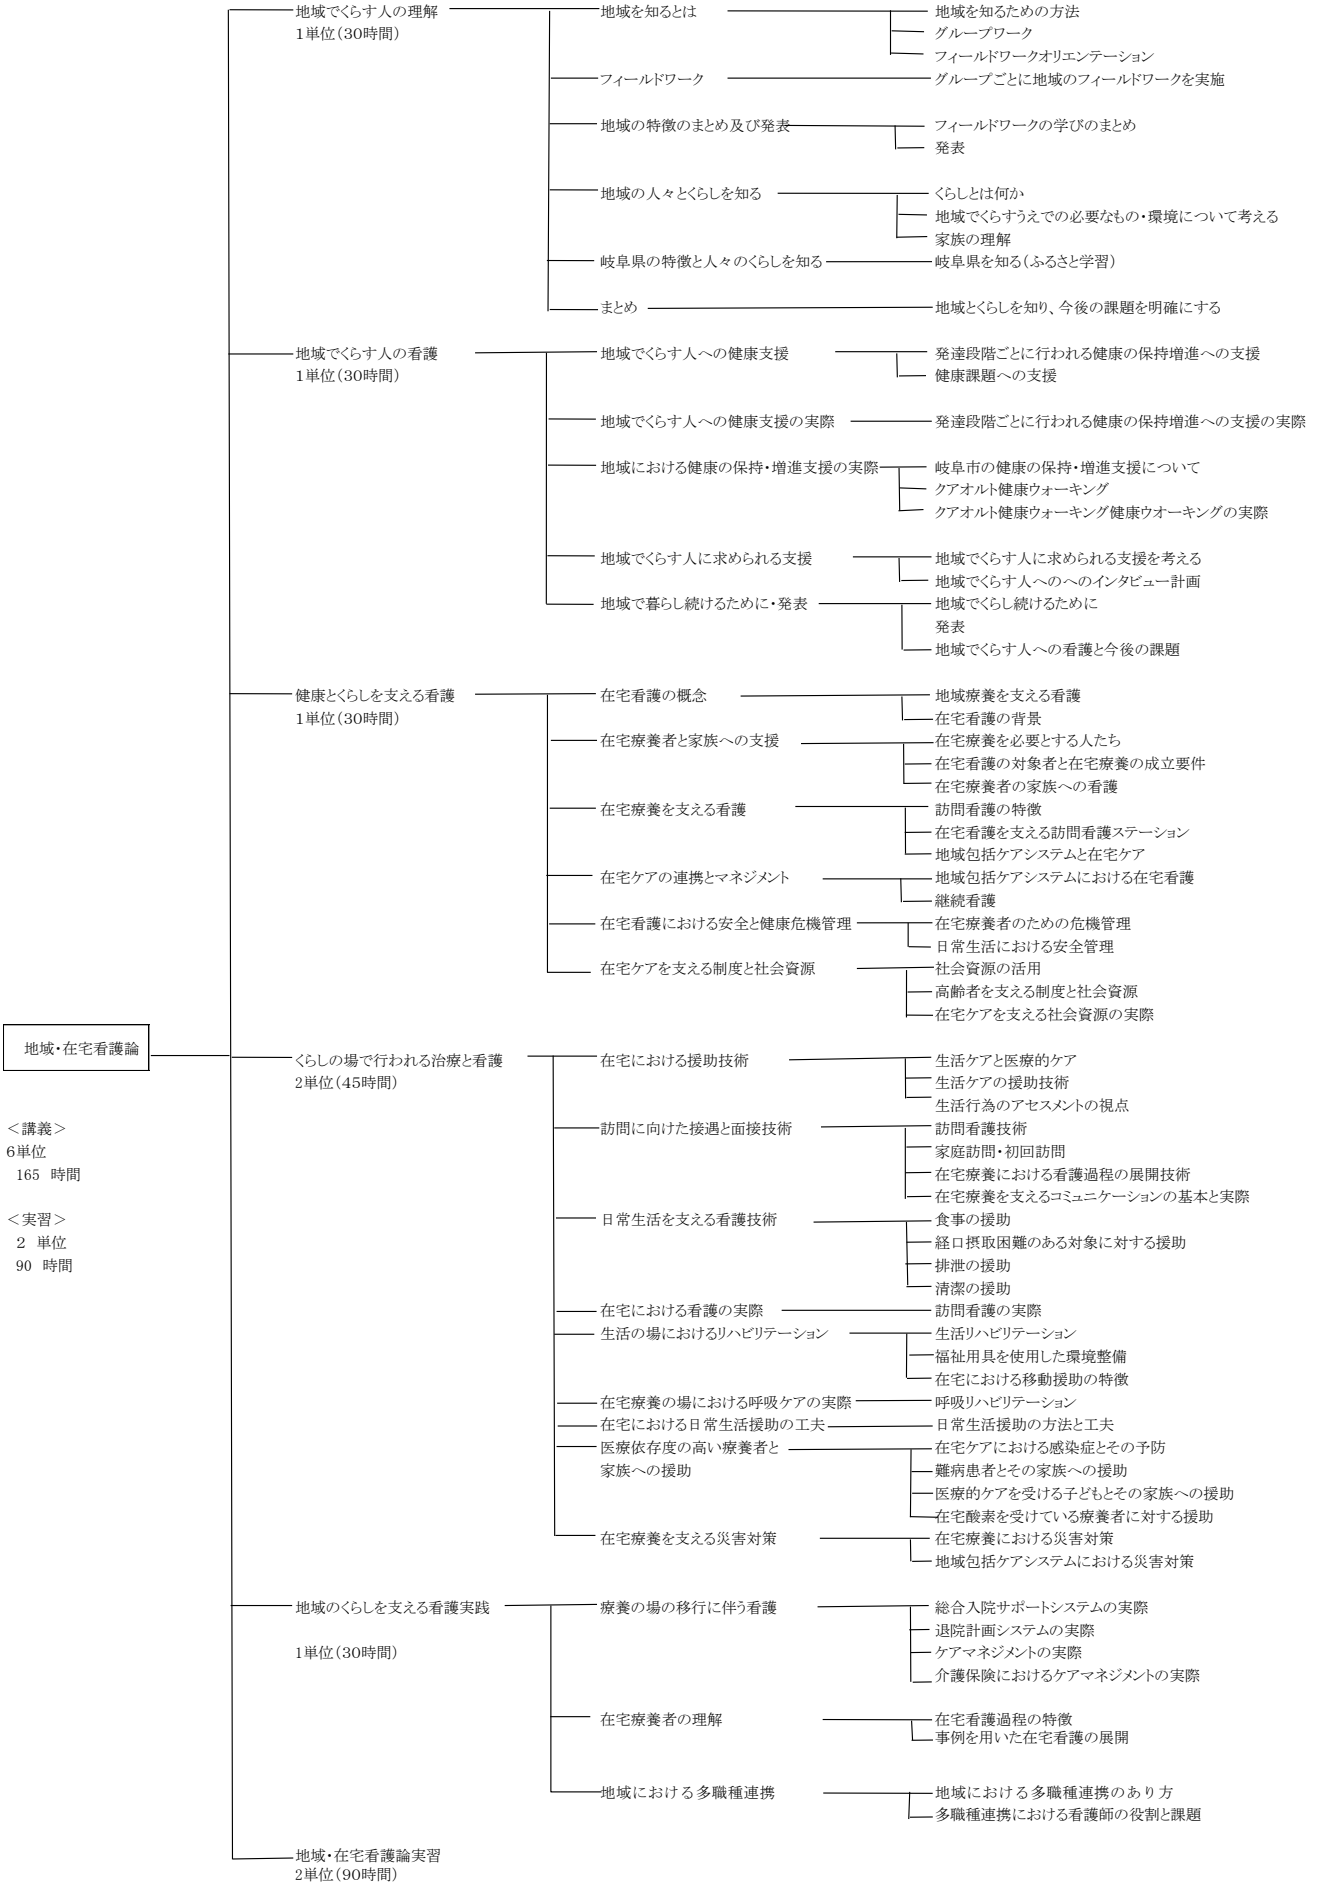 地域でくらす人の理解
1単位(30時間)
地域を知るとは
地域を知るための方法
グループワーク
フィールドワークオリエンテーション
フィールドワーク
グループごとに地域のフィールドワークを実施
地域の特徴のまとめ及び発表
フィールドワークの学びのまとめ
発表
地域の人々とくらしを知る
くらしとは何か
地域でくらすうえでの必要なもの・環境について考える
家族の理解
岐阜県の特徴と人々のくらしを知る
岐阜県を知る(ふるさと学習)
まとめ
地域とくらしを知り、今後の課題を明確にする
地域でくらす人の看護
1単位(30時間)
地域でくらす人への健康支援
発達段階ごとに行われる健康の保持増進への支援
健康課題への支援
地域でくらす人への健康支援の実際
発達段階ごとに行われる健康の保持増進への支援の実際
地域における健康の保持・増進支援の実際
岐阜市の健康の保持・増進支援について
クアオルト健康ウォーキング
クアオルト健康ウォーキング健康ウオーキングの実際
地域でくらす人に求められる支援
地域でくらす人に求められる支援を考える
地域でくらす人へのへのインタビュー計画
地域で暮らし続けるために・発表
地域でくらし続けるために
発表
地域でくらす人への看護と今後の課題
健康とくらしを支える看護
1単位(30時間)
在宅看護の概念
地域療養を支える看護
在宅看護の背景
在宅療養者と家族への支援
在宅療養を必要とする人たち
在宅看護の対象者と在宅療養の成立要件
在宅療養者の家族への看護
在宅療養を支える看護
訪問看護の特徴
在宅看護を支える訪問看護ステーション
地域包括ケアシステムと在宅ケア
在宅ケアの連携とマネジメント
地域包括ケアシステムにおける在宅看護
継続看護
在宅看護における安全と健康危機管理
在宅療養者のための危機管理
日常生活における安全管理
在宅ケアを支える制度と社会資源
社会資源の活用
高齢者を支える制度と社会資源
在宅ケアを支える社会資源の実際
地域・在宅看護論
<講義>
6単位
165 時間
<実習>
2 単位
90 時間
くらしの場で行われる治療と看護
2単位(45時間)
在宅における援助技術
生活ケアと医療的ケア
生活ケアの援助技術
生活行為のアセスメントの視点
訪問に向けた接遇と面接技術
訪問看護技術
家庭訪問・初回訪問
在宅療養における看護過程の展開技術
在宅療養を支えるコミュニケーションの基本と実際
日常生活を支える看護技術
食事の援助
経口摂取困難のある対象に対する援助
排泄の援助
清潔の援助
在宅における看護の実際
訪問看護の実際
生活の場におけるリハビリテーション
生活リハビリテーション
福祉用具を使用した環境整備
在宅における移動援助の特徴
在宅療養の場における呼吸ケアの実際
呼吸リハビリテーション
在宅における日常生活援助の工夫
日常生活援助の方法と工夫
医療依存度の高い療養者と
家族への援助
在宅ケアにおける感染症とその予防
難病患者とその家族への援助
医療的ケアを受ける子どもとその家族への援助
在宅酸素を受けている療養者に対する援助
在宅療養を支える災害対策
在宅療養における災害対策
地域包括ケアシステムにおける災害対策
地域のくらしを支える看護実践
1単位(30時間)
療養の場の移行に伴う看護
総合入院サポートシステムの実際
退院計画システムの実際
ケアマネジメントの実際
介護保険におけるケアマネジメントの実際
在宅療養者の理解
在宅看護過程の特徴
事例を用いた在宅看護の展開
地域における多職種連携
地域における多職種連携のあり方
多職種連携における看護師の役割と課題
地域・在宅看護論実習
2単位(90時間)